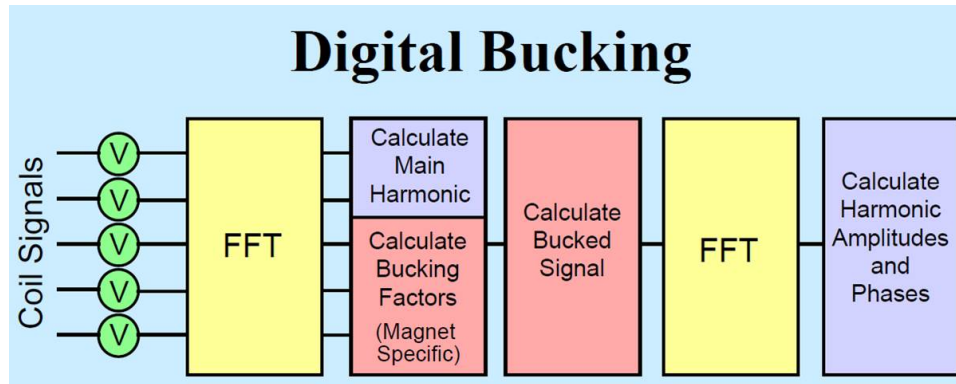 Digital Bucking
Coil Signals
V
V
V
V
V
FFT
Calculate
Main
Harmonic
Calculate
Bucking
Factors
(Magnet
Specific)
Calculate
Bucked
Signal
FFT
Calculate
Harmonic
Amplitudes
and
Phases